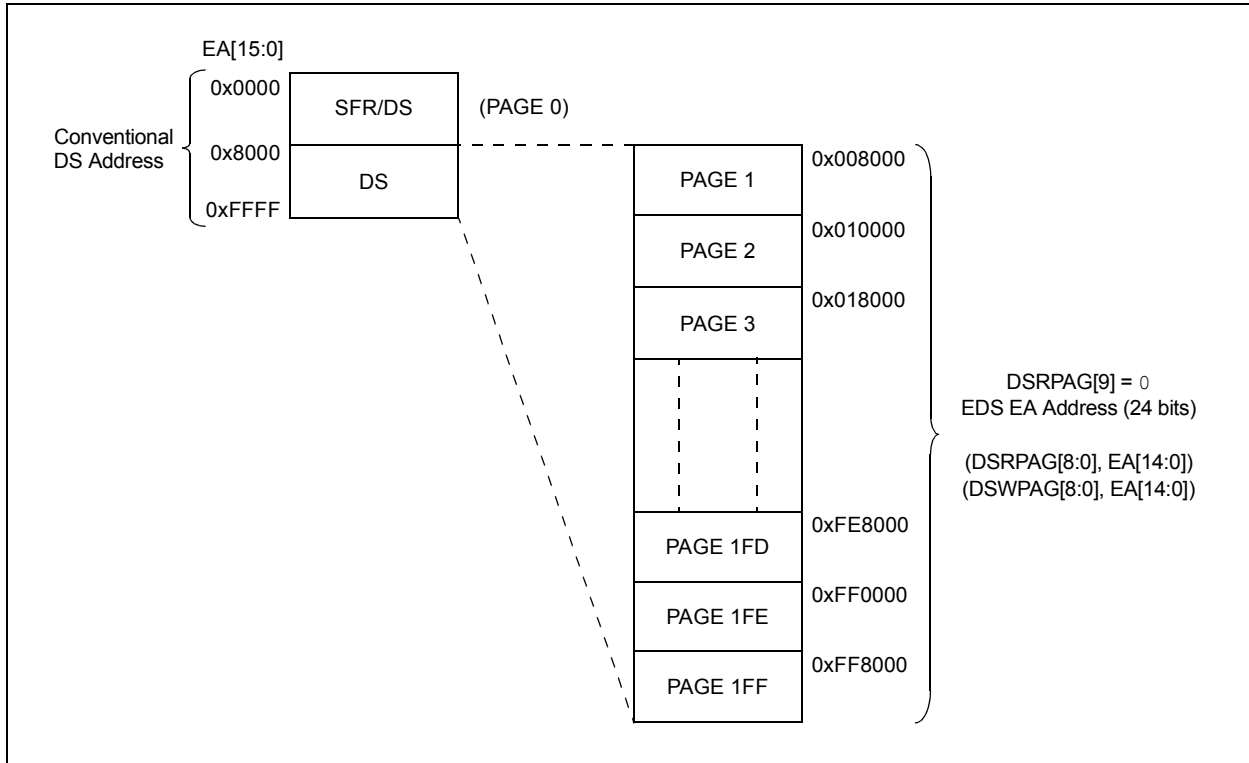 EA[15:0]
0x0000
SFR/DS
(PAGE 0)
Conventional
DS Address
0x8000
DS
0xFFFF
PAGE 1
0x008000
PAGE 2
0x010000
PAGE 3
0x018000
DSRPAG[9] = 0
EDS EA Address (24 bits)
(DSRPAG[8:0], EA[14:0])
(DSWPAG[8:0], EA[14:0])
PAGE 1FD
0xFE8000
PAGE 1FE
0xFF0000
PAGE 1FF
0xFF8000